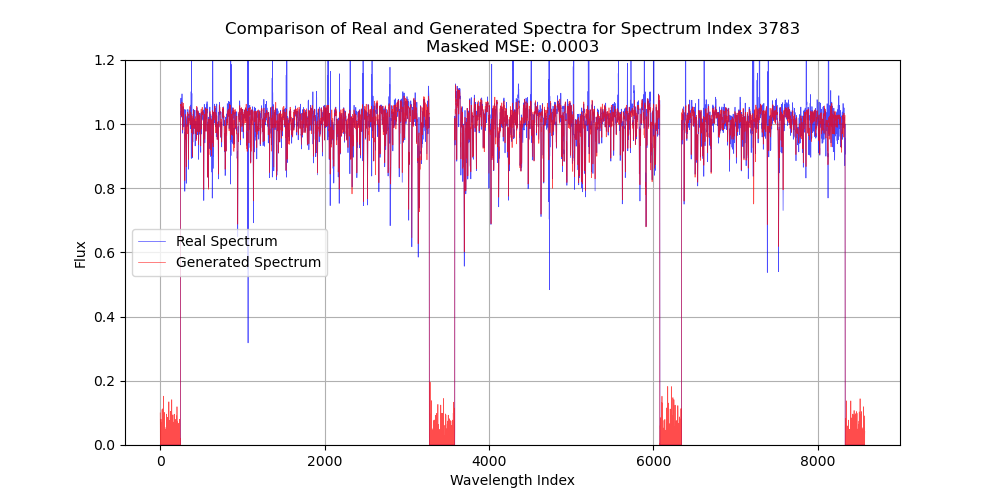 Comparison of Real and Generated Spectra for Spectrum Index 3783
Masked MSE: 0.0003
1.2
1.0
0.8
0.6
0.4
0.2
0.0
Flux
Real Spectrum
Generated Spectrum
0 2000 4000 6000 8000
Wavelength Index